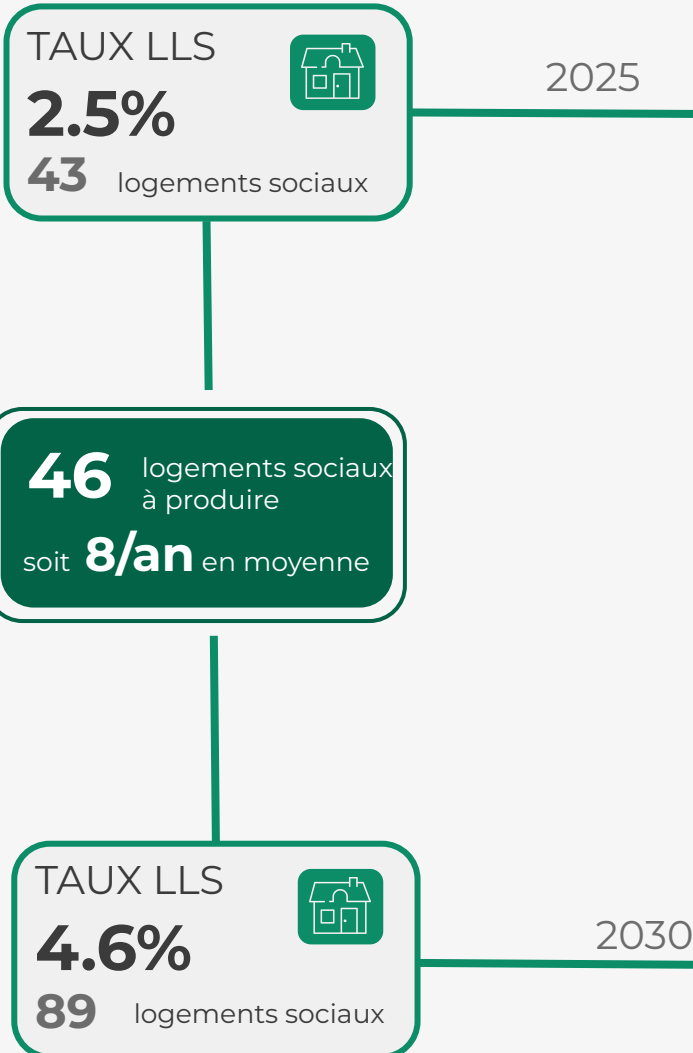 TAUX LLS
2.5%
43 logements sociaux
2025
46 logements sociaux
à produire
soit 8/an en moyenne
TAUX LLS
4.6%
89 logements sociaux
2030